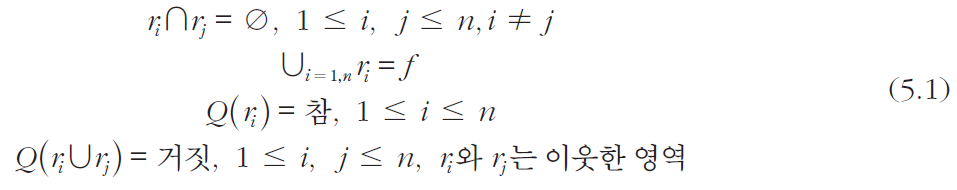 rᵢ∩rⱼ = ∅, 1 ≤ i, j ≤ n, i ≠ j
∪ᵢ₌₁,ₙ rᵢ = f
(5.1)
Q(rᵢ) = 참, 1 ≤ i ≤ n
Q(rᵢ∪rⱼ) = 거짓, 1 ≤ i, j ≤ n, rᵢ와 rⱼ는 이웃한 영역